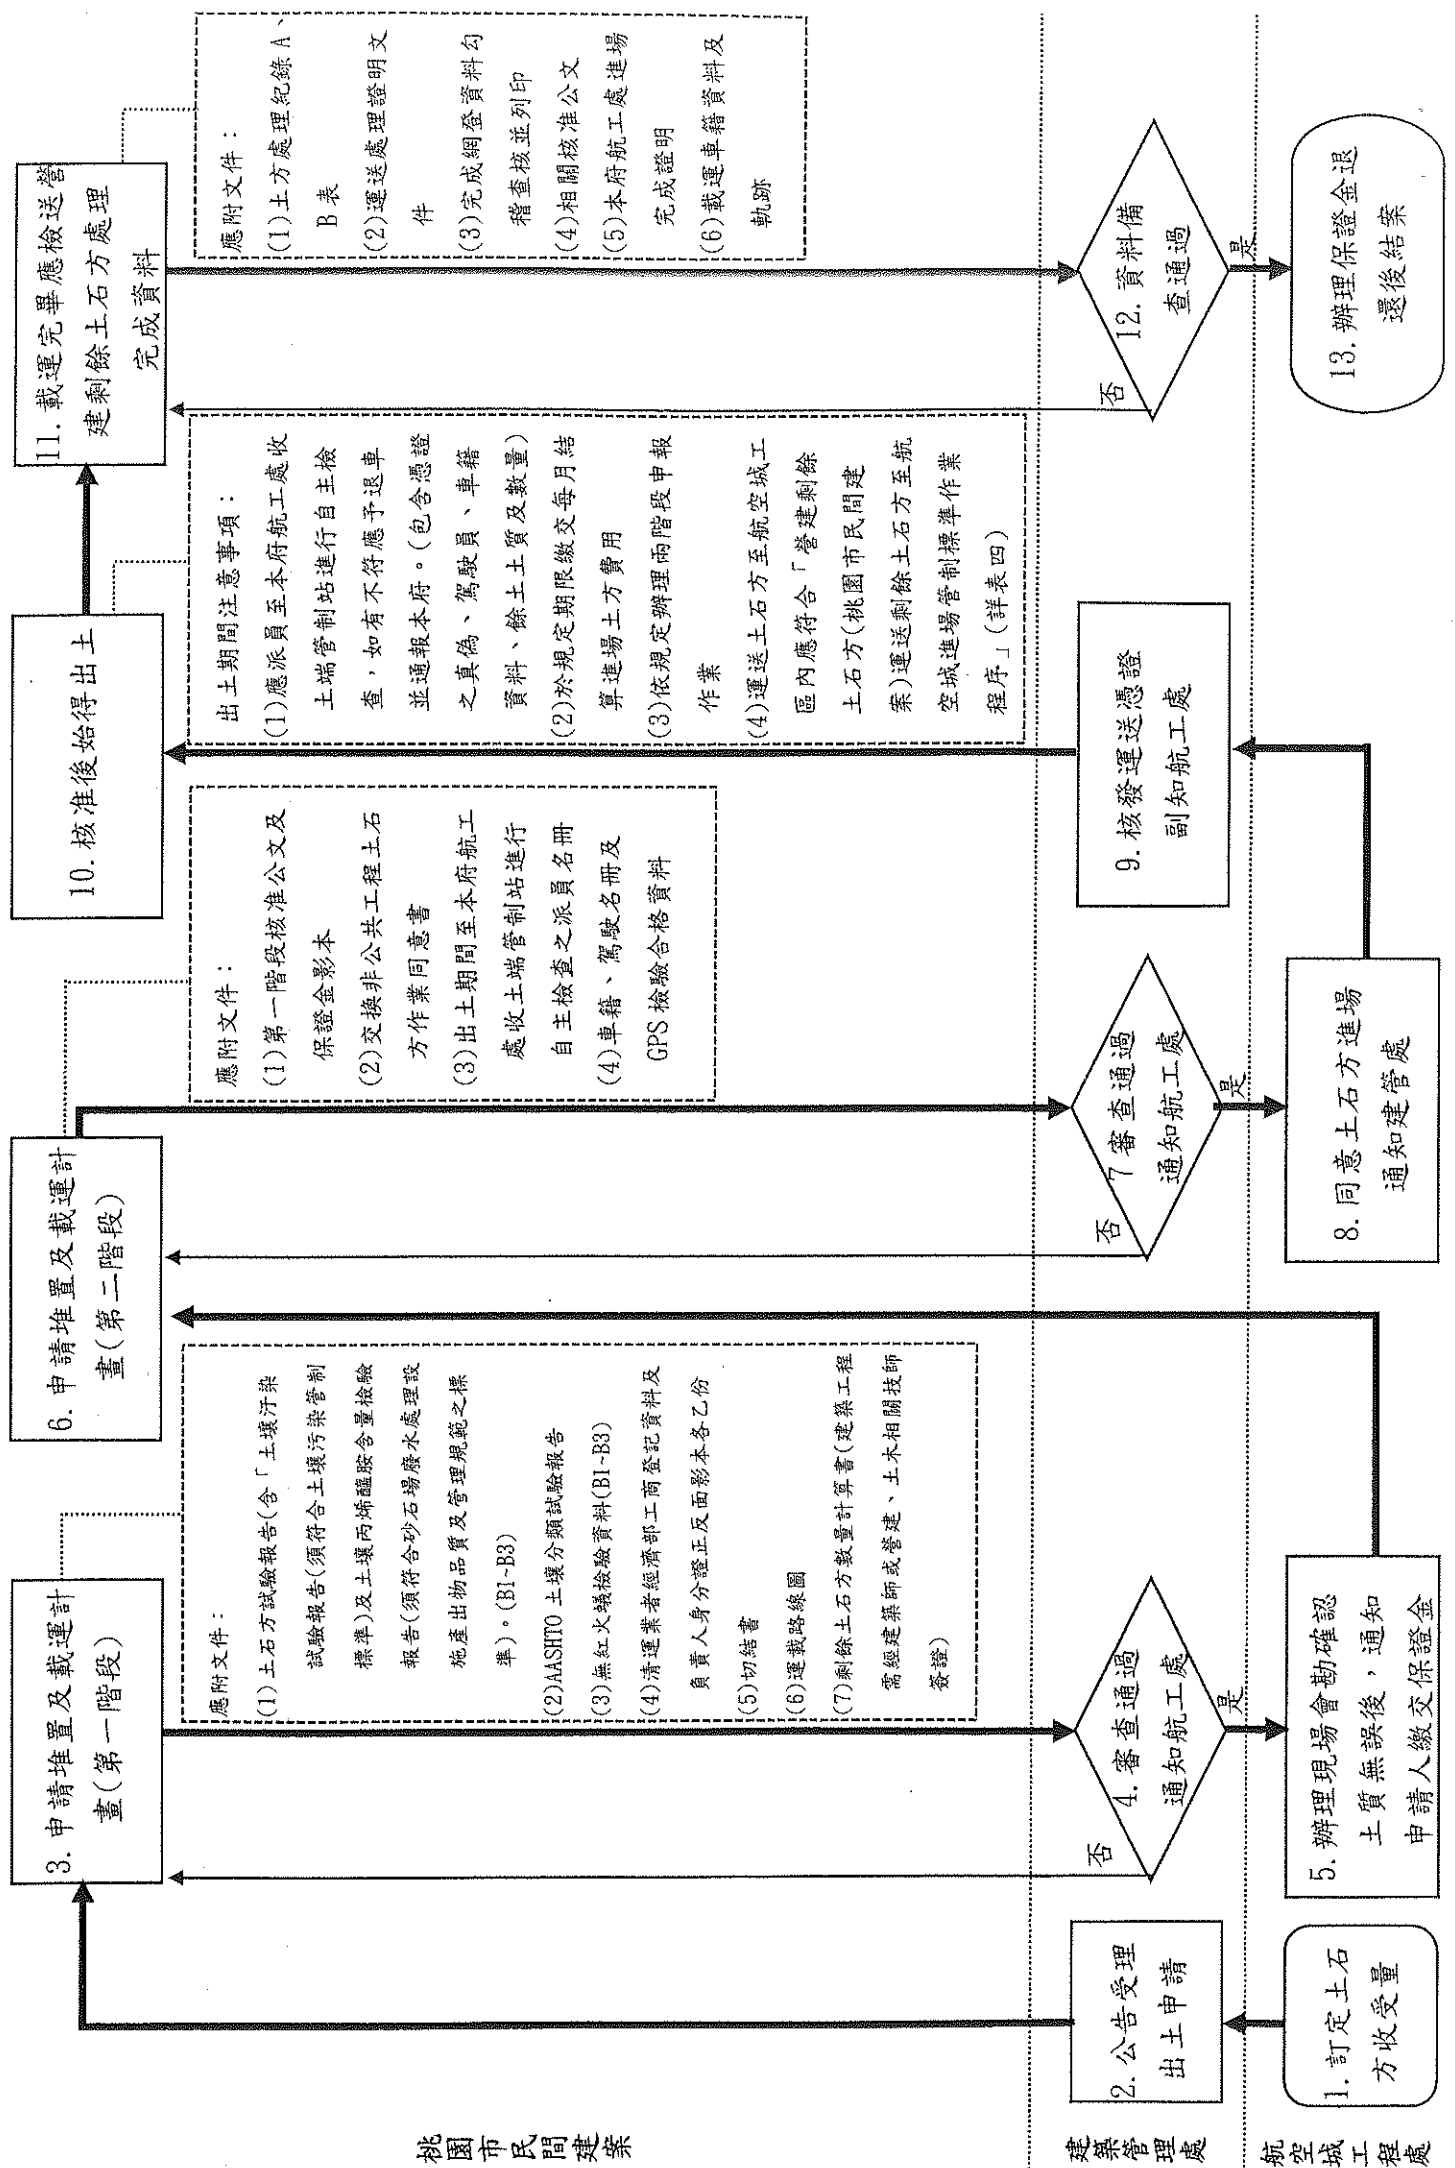 桃園市民間建案
建築管理處
航空城工程處
1.訂定土石
方收受量
2.公告受理
出土申請
3.申請堆置及載運計
畫(第一階段)
應附文件：
(1)土石方試驗報告(含「土壤汙染
試驗報告(須符合土壤污染管制
標準)及土壤丙烯醯胺含量檢驗
報告(須符合砂石場廢水處理設
施產出物品質及管理規範之標
準)。(B1~B3)
(2)AASHTO土壤分類試驗報告
(3)無紅火蟻檢驗資料(B1~B3)
(4)清運業者經濟部工商登記資料及
負責人身分證正反面影本各乙份
(5)切結書
(6)運載路線圖
(7)剩餘土石方數量計算書(建築工程
需經建築師或營建、土木相關技師
簽證)
4.審查通過
通知航工處
否
是
5.辦理現場會勘確認
土質無誤後，通知
申請人繳交保證金
6.申請堆置及載運計
畫(第二階段)
應附文件：
(1)第一階段核准公文及
保證金影本
(2)交換非公共工程土石
方作業同意書
(3)出土期間至本府航工
處收土端管制站進行
自主檢查之派員名冊
(4)車籍、駕駛名冊及
GPS檢驗合格資料
7審查通過
通知航工處
否
是
8.同意土石方進場
通知建管處
9.核發運送憑證
副知航工處
10.核准後始得出土
出土期間注意事項：
(1)應派員至本府航工處收
土端管制站進行自主檢
查，如有不符應予退車
並通報本府。(包含憑證
之真偽、駕駛員、車籍
資料、餘土土質及數量)
(2)於規定期限繳交每月結
算進場土方費用
(3)依規定辦理兩階段申報
作業
(4)運送土石方至航空城工
區內應符合「營建剩餘
土石方(桃園市民間建
案)運送剩餘土石方至航
空城進場管制標準作業
程序」(詳表四)
11.載運完畢應檢送營
建剩餘土石方處理
完成資料
應附文件：
(1)土方處理紀錄A、
B表
(2)運送處理證明文
件
(3)完成網登資料勾
稽查核並列印
(4)相關核准公文
(5)本府航工處進場
完成證明
(6)載運車籍資料及
軌跡
12.資料備
查通過
否
是
13.辦理保證金退
還後結案